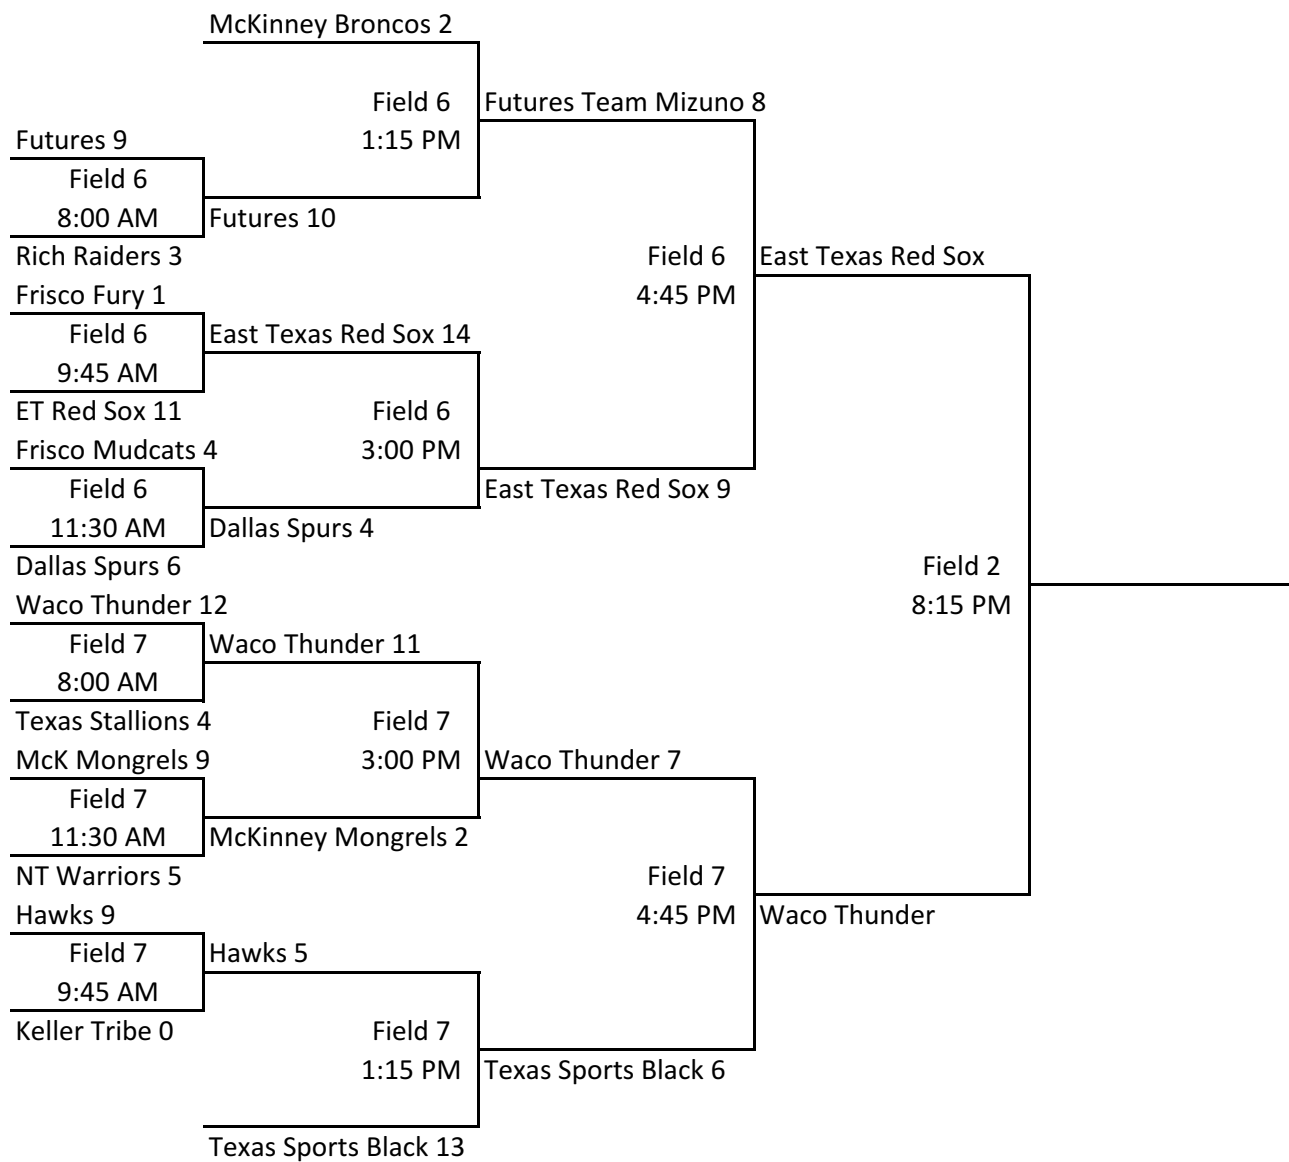 McKinney Broncos 2
Field 6
Futures Team Mizuno 8
Futures 9
1:15 PM
Field 6
8:00 AM
Futures 10
Rich Raiders 3
Field 6
East Texas Red Sox
Frisco Fury 1
4:45 PM
Field 6
East Texas Red Sox 14
9:45 AM
ET Red Sox 11
Field 6
Frisco Mudcats 4
3:00 PM
Field 6
East Texas Red Sox 9
11:30 AM
Dallas Spurs 4
Dallas Spurs 6
Field 2
Waco Thunder 12
8:15 PM
Field 7
Waco Thunder 11
8:00 AM
Texas Stallions 4
Field 7
McK Mongrels 9
3:00 PM
Waco Thunder 7
Field 7
11:30 AM
McKinney Mongrels 2
NT Warriors 5
Field 7
Hawks 9
4:45 PM
Waco Thunder
Field 7
Hawks 5
9:45 AM
Keller Tribe 0
Field 7
1:15 PM
Texas Sports Black 6
Texas Sports Black 13